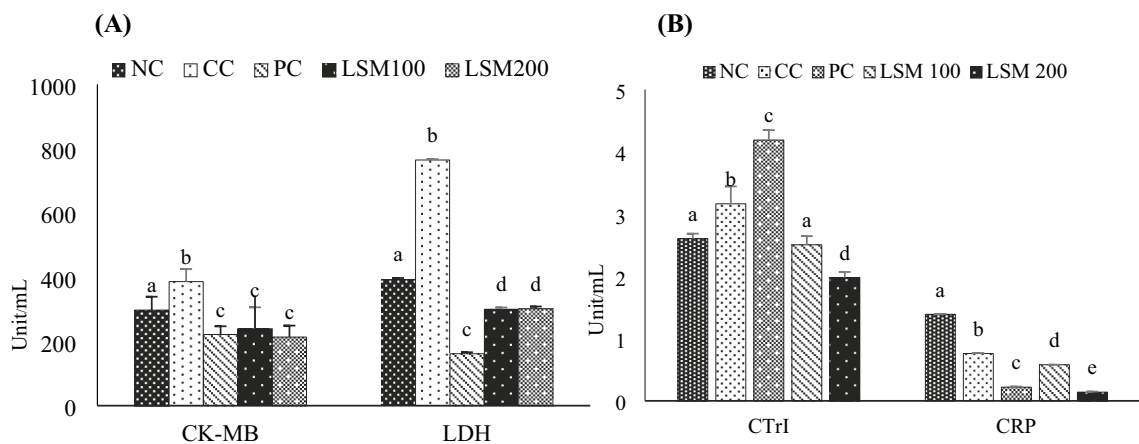 (A)
NC CC PC LSM100 LSM200
1000
800
600
400
200
0
Unit/mL
a b c c c
a b c d d
CK-MB LDH
(B)
NC CC PC LSM 100 LSM 200
5
4
3
2
1
0
Unit/mL
a b c a d
a b c d e
CTrI CRP